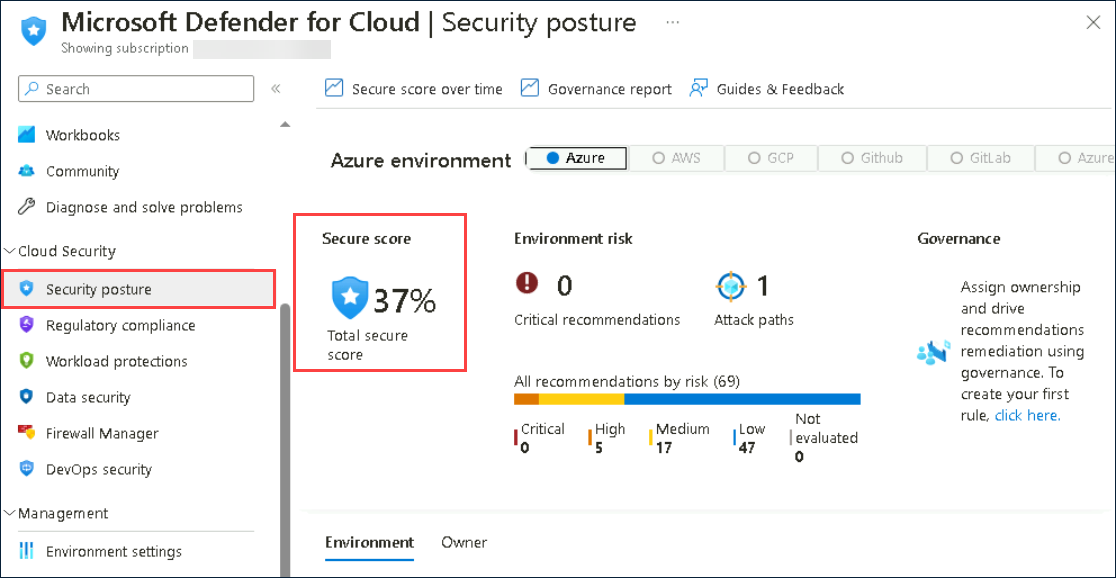 Microsoft Defender for Cloud | Security posture ...
Showing subscription
Search
«
Secure score over time
Governance report
Guides & Feedback
Workbooks
Community
Diagnose and solve problems
Cloud Security
Security posture
Regulatory compliance
Workload protections
Data security
Firewall Manager
DevOps security
Management
Environment settings
Azure environment
Azure
AWS
GCP
Github
GitLab
Azure
Secure score
37%
Total secure
score
Environment risk
0
Critical recommendations
1
Attack paths
All recommendations by risk (69)
Critical
0
High
5
Medium
17
Low
47
Not
evaluated
0
Governance
Assign ownership
and drive
recommendations
remediation using
governance. To
create your first
rule, click here.
Environment
Owner